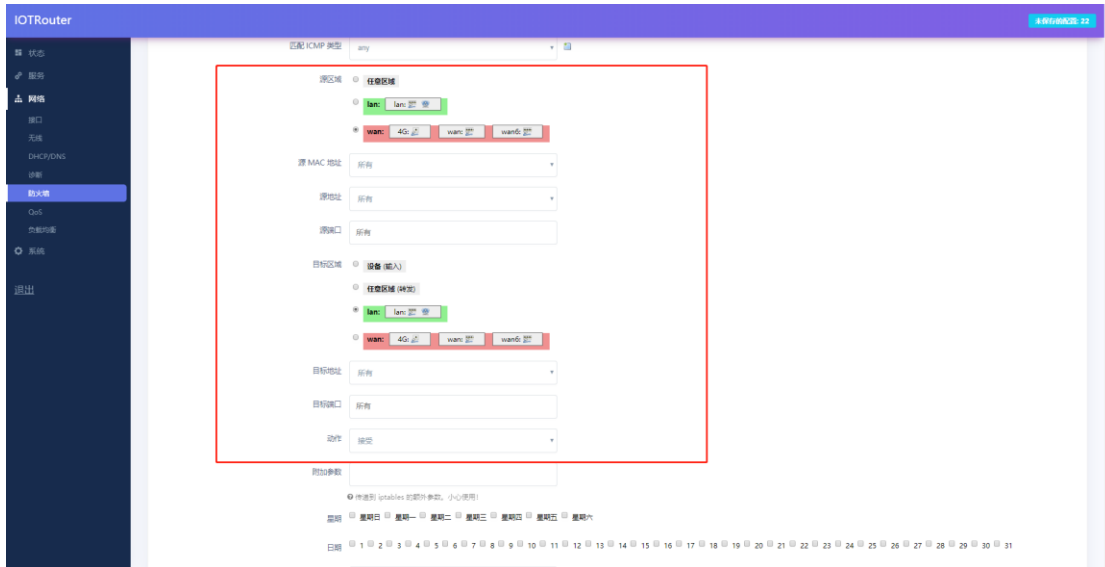 IOTRouter
未保存的配置: 22
状态
服务
网络
接口
无线
DHCP/DNS
诊断
防火墙
QoS
负载均衡
系统
退出
匹配 ICMP 类型 any
源区域 任意区域
lan: lan:
wan: 4G: wan: wan6:
源 MAC 地址 所有
源地址 所有
源端口 所有
目标区域 设备 (输入)
任意区域 (转发)
lan: lan:
wan: 4G: wan: wan6:
目标地址 所有
目标端口 所有
动作 接受
附加参数
传递到 iptables 的额外参数。小心使用!
星期 星期日 星期一 星期二 星期三 星期四 星期五 星期六
日期 1 2 3 4 5 6 7 8 9 10 11 12 13 14 15 16 17 18 19 20 21 22 23 24 25 26 27 28 29 30 31